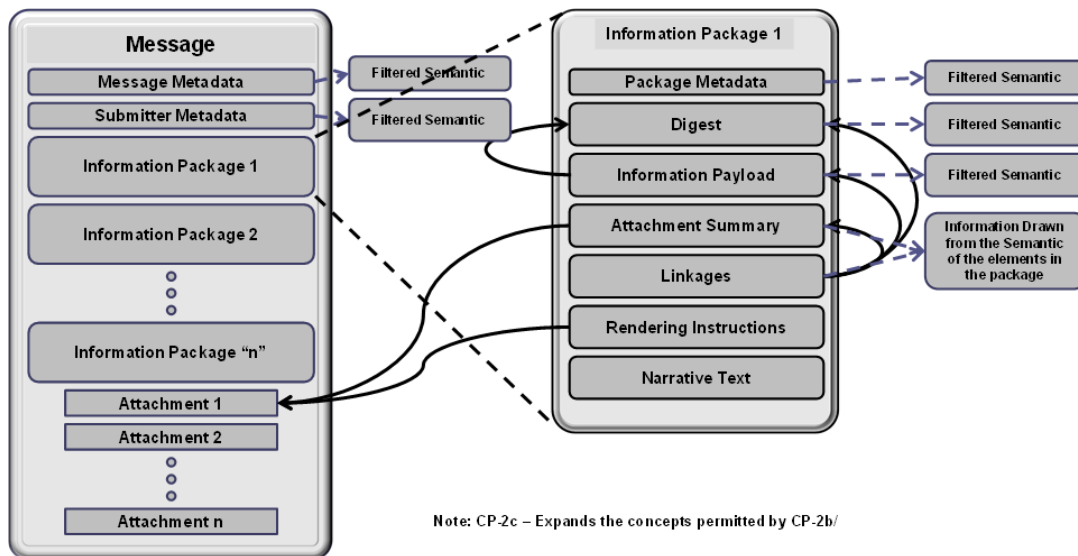 Message
Message Metadata
Submitter Metadata
Information Package 1
Information Package 2
Information Package “n”
Attachment 1
Attachment 2
Attachment n
Filtered Semantic
Filtered Semantic
Information Package 1
Package Metadata
Digest
Information Payload
Attachment Summary
Linkages
Rendering Instructions
Narrative Text
Filtered Semantic
Filtered Semantic
Filtered Semantic
Information Drawn
from the Semantic
of the elements in
the package
Note: CP-2c – Expands the concepts permitted by CP-2b/